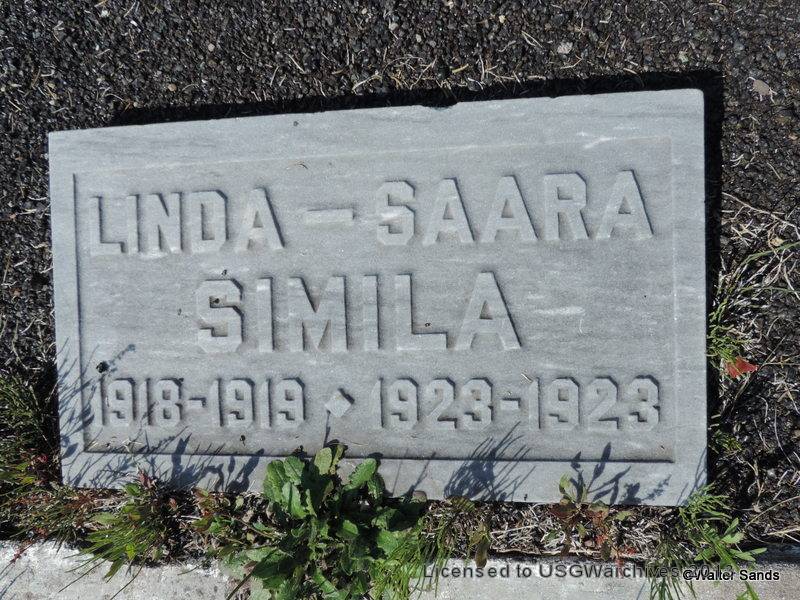 LINDA – SAARA
SIMILA
1918-1919 ◆ 1923-1923
Licensed to USGWarchives
©Walter Sands